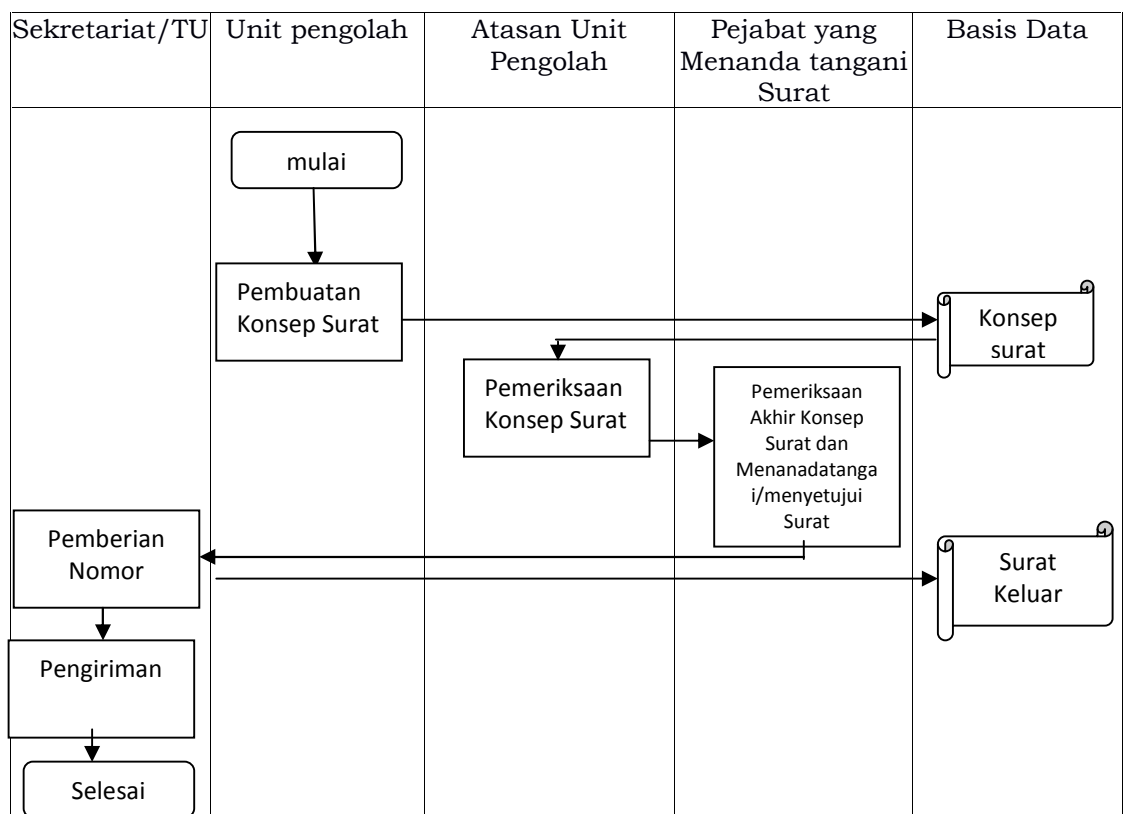 Sekretariat/TU
Unit pengolah
Atasan Unit
Pengolah
Pejabat yang
Menanda tangani
Surat
Basis Data
mulai
Pembuatan
Konsep Surat
Konsep
surat
Pemeriksaan
Konsep Surat
Pemeriksaan
Akhir Konsep
Surat dan
Menanadatanga
i/menyetujui
Surat
Pemberian
Nomor
Surat
Keluar
Pengiriman
Selesai